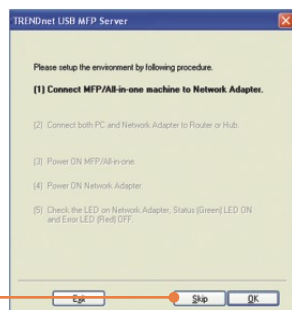 TRENDnet USB MFP Server
Please setup the environment by following procedure.
(1) Connect MFP/All-in-one machine to Network Adapter.
(2) Connect both PC and Network Adapter to Router or Hub.
(3) Power ON MFP/All-in-one.
(4) Power ON Network Adapter
(5) Check the LED on Network Adapter, Status (Green) LED ON
and Error LED (Red) OFF.
Exit Skip OK